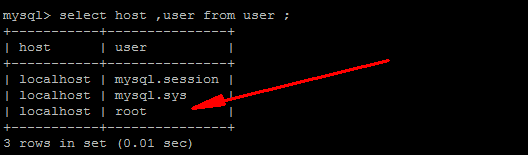 mysql> select host ,user from user ;
+-----------+---------------+
| host      | user          |
+-----------+---------------+
| localhost | mysql.session |
| localhost | mysql.sys     |
| localhost | root          |
+-----------+---------------+
3 rows in set (0.01 sec)